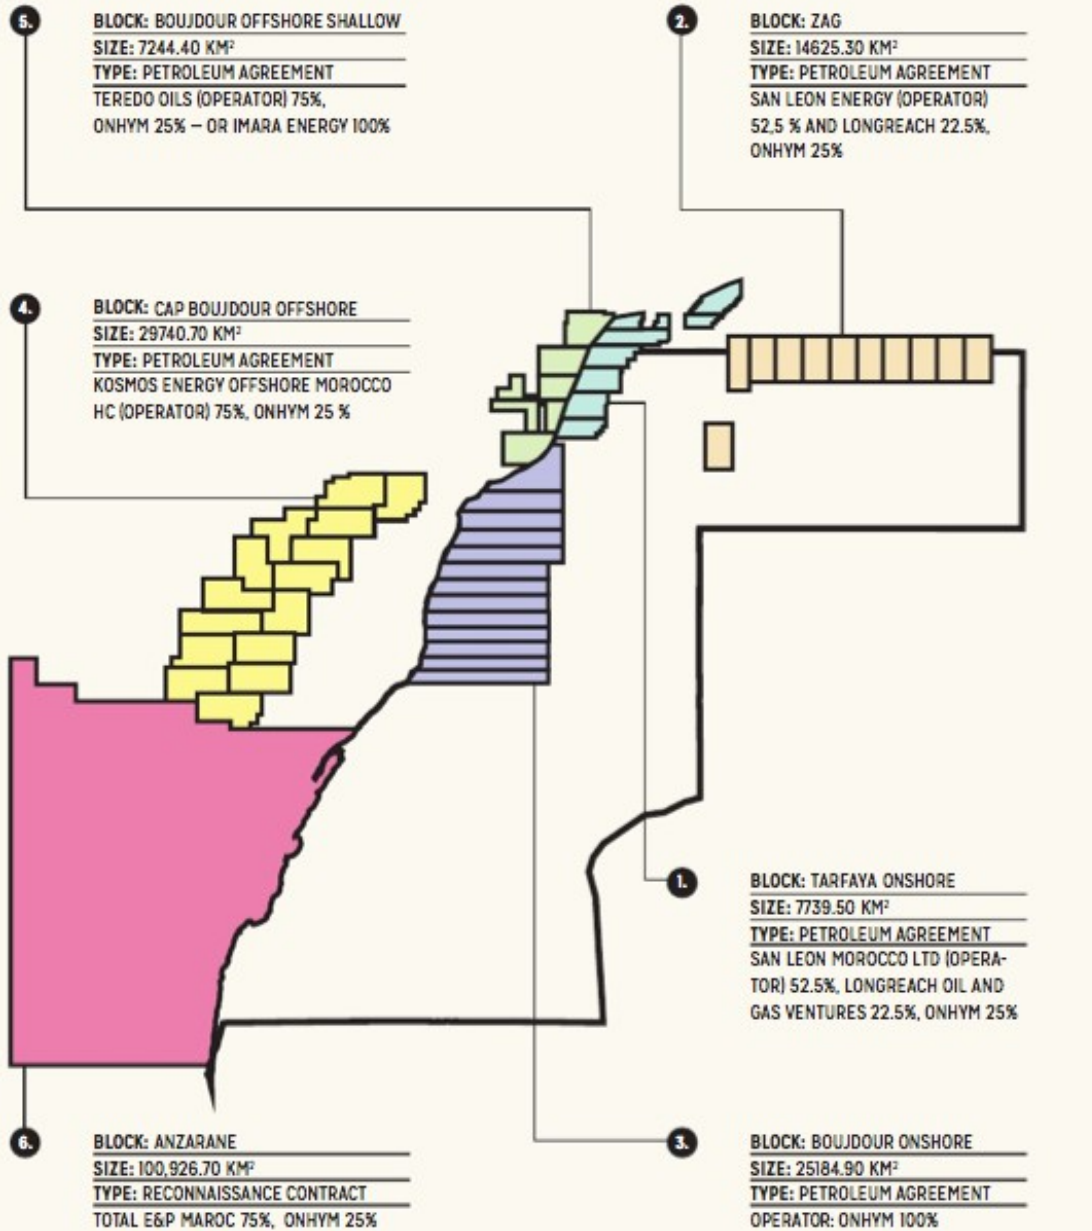 5.
BLOCK: BOUJDOUR OFFSHORE SHALLOW
SIZE: 7244.40 KM²
TYPE: PETROLEUM AGREEMENT
TEREDO OILS (OPERATOR) 75%,
ONHYM 25% – OR IMARA ENERGY 100%
2.
BLOCK: ZAG
SIZE: 14625.30 KM²
TYPE: PETROLEUM AGREEMENT
SAN LEON ENERGY (OPERATOR)
52,5 % AND LONGREACH 22.5%,
ONHYM 25%
4.
BLOCK: CAP BOUJDOUR OFFSHORE
SIZE: 29740.70 KM²
TYPE: PETROLEUM AGREEMENT
KOSMOS ENERGY OFFSHORE MOROCCO
HC (OPERATOR) 75%, ONHYM 25 %
1.
BLOCK: TARFAYA ONSHORE
SIZE: 7739.50 KM²
TYPE: PETROLEUM AGREEMENT
SAN LEON MOROCCO LTD (OPERA-
TOR) 52.5%, LONGREACH OIL AND
GAS VENTURES 22.5%, ONHYM 25%
6.
BLOCK: ANZARANE
SIZE: 100,926.70 KM²
TYPE: RECONNAISSANCE CONTRACT
TOTAL E&P MAROC 75%, ONHYM 25%
3.
BLOCK: BOUJDOUR ONSHORE
SIZE: 25184.90 KM²
TYPE: PETROLEUM AGREEMENT
OPERATOR: ONHYM 100%